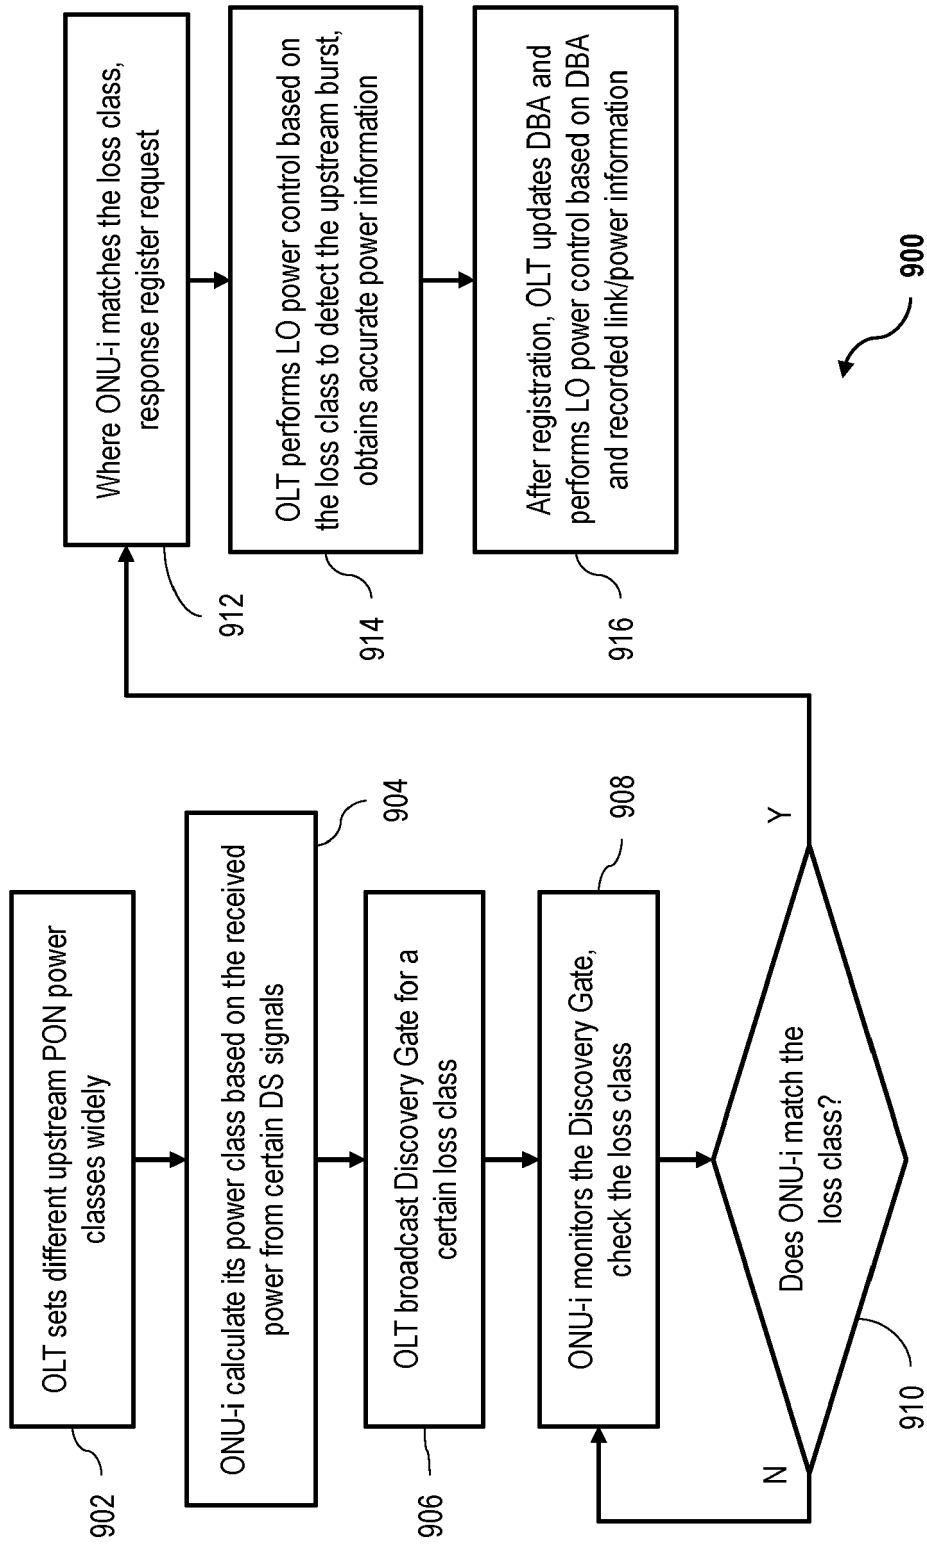 OLT sets different upstream PON power
classes widely
902
ONU-i calculate its power class based on the received
power from certain DS signals
904
OLT broadcast Discovery Gate for a
certain loss class
906
ONU-i monitors the Discovery Gate,
check the loss class
908
Does ONU-i match the
loss class?
910
N
Y
Where ONU-i matches the loss class,
response register request
912
OLT performs LO power control based on
the loss class to detect the upstream burst,
obtains accurate power information
914
After registration, OLT updates DBA and
performs LO power control based on DBA
and recorded link/power information
916
900